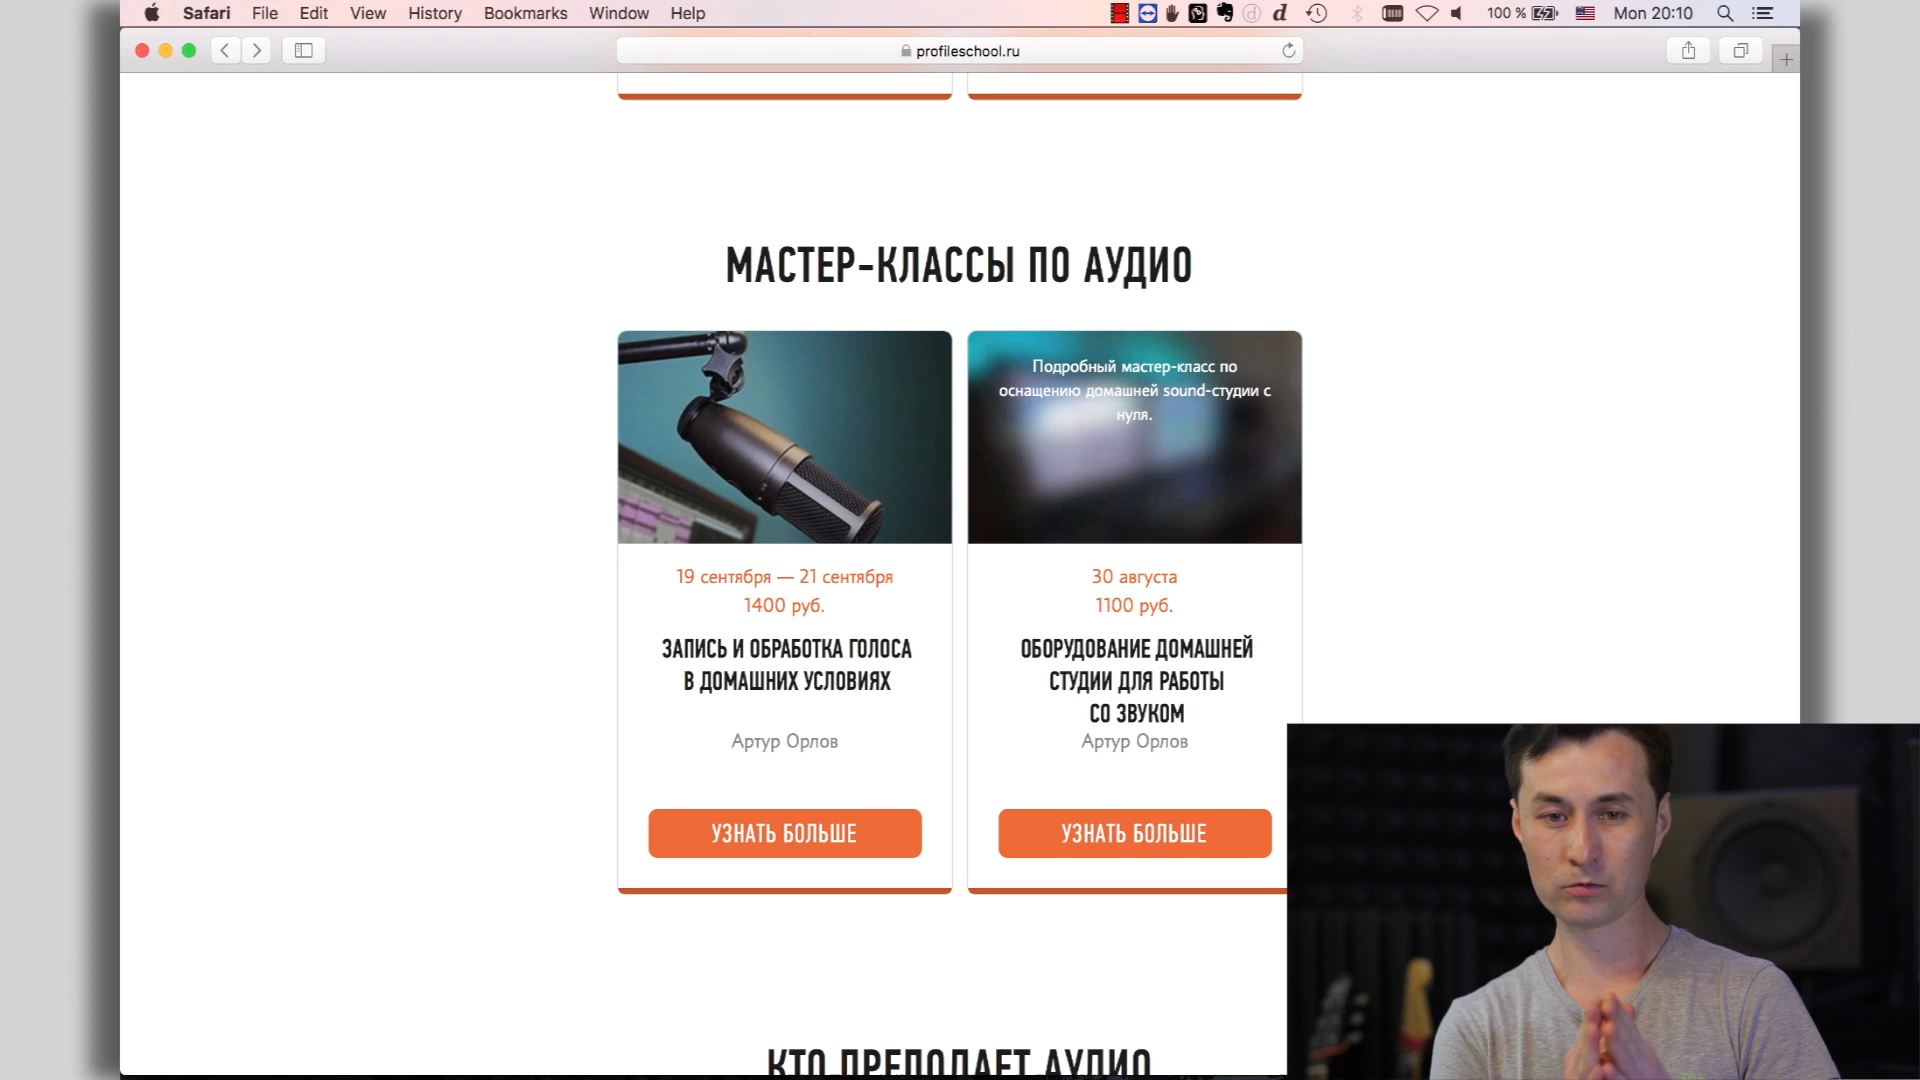 Safari File Edit View History Bookmarks Window Help
100 % Mon 20:10
profileschool.ru
МАСТЕР-КЛАССЫ ПО АУДИО
Подробный мастер-класс по
оснащению домашней sound-студии с
нуля.
19 сентября — 21 сентября
1400 руб.
ЗАПИСЬ И ОБРАБОТКА ГОЛОСА
В ДОМАШНИХ УСЛОВИЯХ
Артур Орлов
УЗНАТЬ БОЛЬШЕ
30 августа
1100 руб.
ОБОРУДОВАНИЕ ДОМАШНЕЙ
СТУДИИ ДЛЯ РАБОТЫ
СО ЗВУКОМ
Артур Орлов
УЗНАТЬ БОЛЬШЕ
КТО ПРЕПОДАЕТ АУДИО